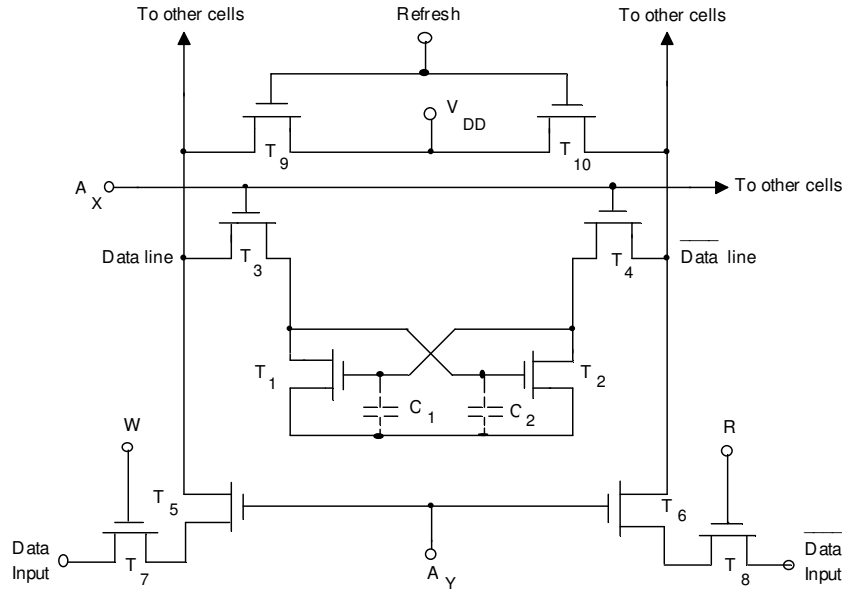 To other cells
Refresh
To other cells
V DD
T 9
T 10
A X
To other cells
Data line
T 3
T 4
Data line
T 1
T 2
C 1
C 2
W
R
T 5
T 6
Data
Input
T 7
A Y
T 8
Data
Input